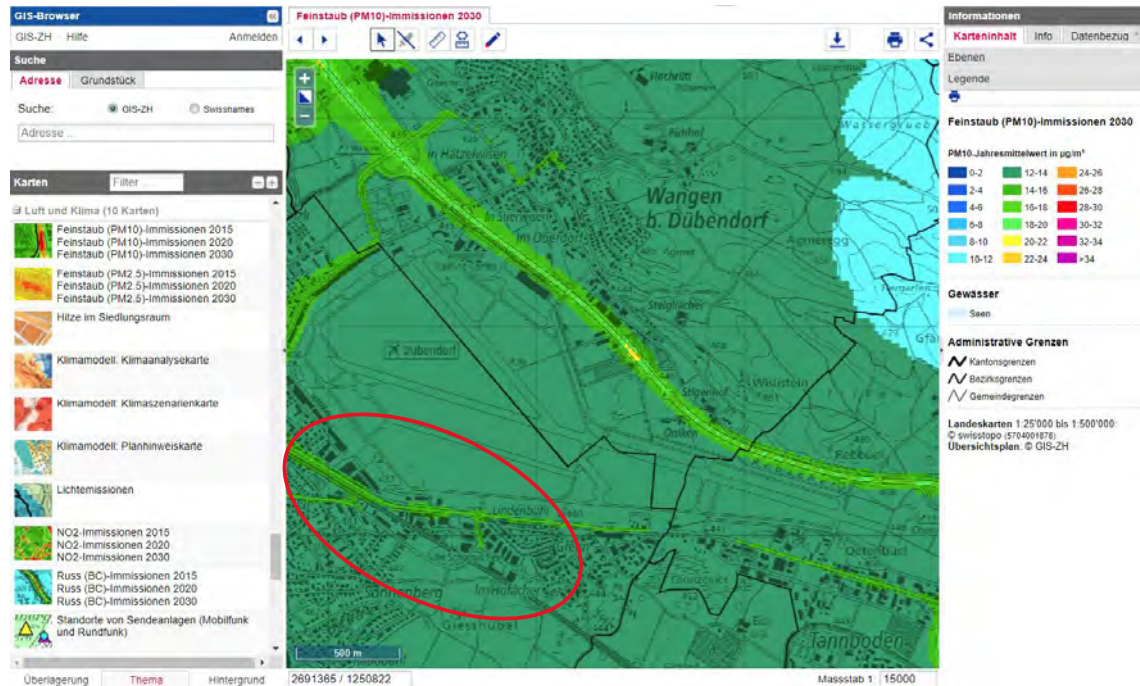 GIS-Browser
GIS-ZH Hilfe Anmelden
Suche
Adresse Grundstück
Suche: GIS-ZH Swissnames
Adresse ...
Karten Filter ...
Luft und Klima (10 Karten)
Feinstaub (PM10)-Immissionen 2015
Feinstaub (PM10)-Immissionen 2020
Feinstaub (PM10)-Immissionen 2030
Feinstaub (PM2.5)-Immissionen 2015
Feinstaub (PM2.5)-Immissionen 2020
Feinstaub (PM2.5)-Immissionen 2030
Hitze im Siedlungsraum
Klimamodell: Klimaanalysekarte
Klimamodell: Klimaszenarienkarte
Klimamodell: Planhinweiskarte
Lichtemissionen
NO2-Immissionen 2015
NO2-Immissionen 2020
NO2-Immissionen 2030
Russ (BC)-Immissionen 2015
Russ (BC)-Immissionen 2020
Russ (BC)-Immissionen 2030
Standorte von Sendeanlagen (Mobilfunk
und Rundfunk)
Überlagerung Thema Hintergrund
Feinstaub (PM10)-Immissionen 2030
in Hatzelwisen
Wangen
b. Dübendorf
Im Oberdorf
Dübendorf
Wislistein
Stigenhof
Lindenbühl
Sonnenberg
Giesshübel
Tannboden
500 m
2691365 / 1250822
Massstab 1: 15000
Informationen
Karteninhalt Info Datenbezug
Ebenen
Legende
Feinstaub (PM10)-Immissionen 2030
PM10-Jahresmittelwert in µg/m³
0-2 12-14 24-26
2-4 14-16 26-28
4-6 16-18 28-30
6-8 18-20 30-32
8-10 20-22 32-34
10-12 22-24 >34
Gewässer
Seen
Administrative Grenzen
Kantonsgrenzen
Bezirksgrenzen
Gemeindegrenzen
Landeskarten 1:25'000 bis 1:500'000:
© swisstopo (5704001878)
Übersichtsplan: © GIS-ZH